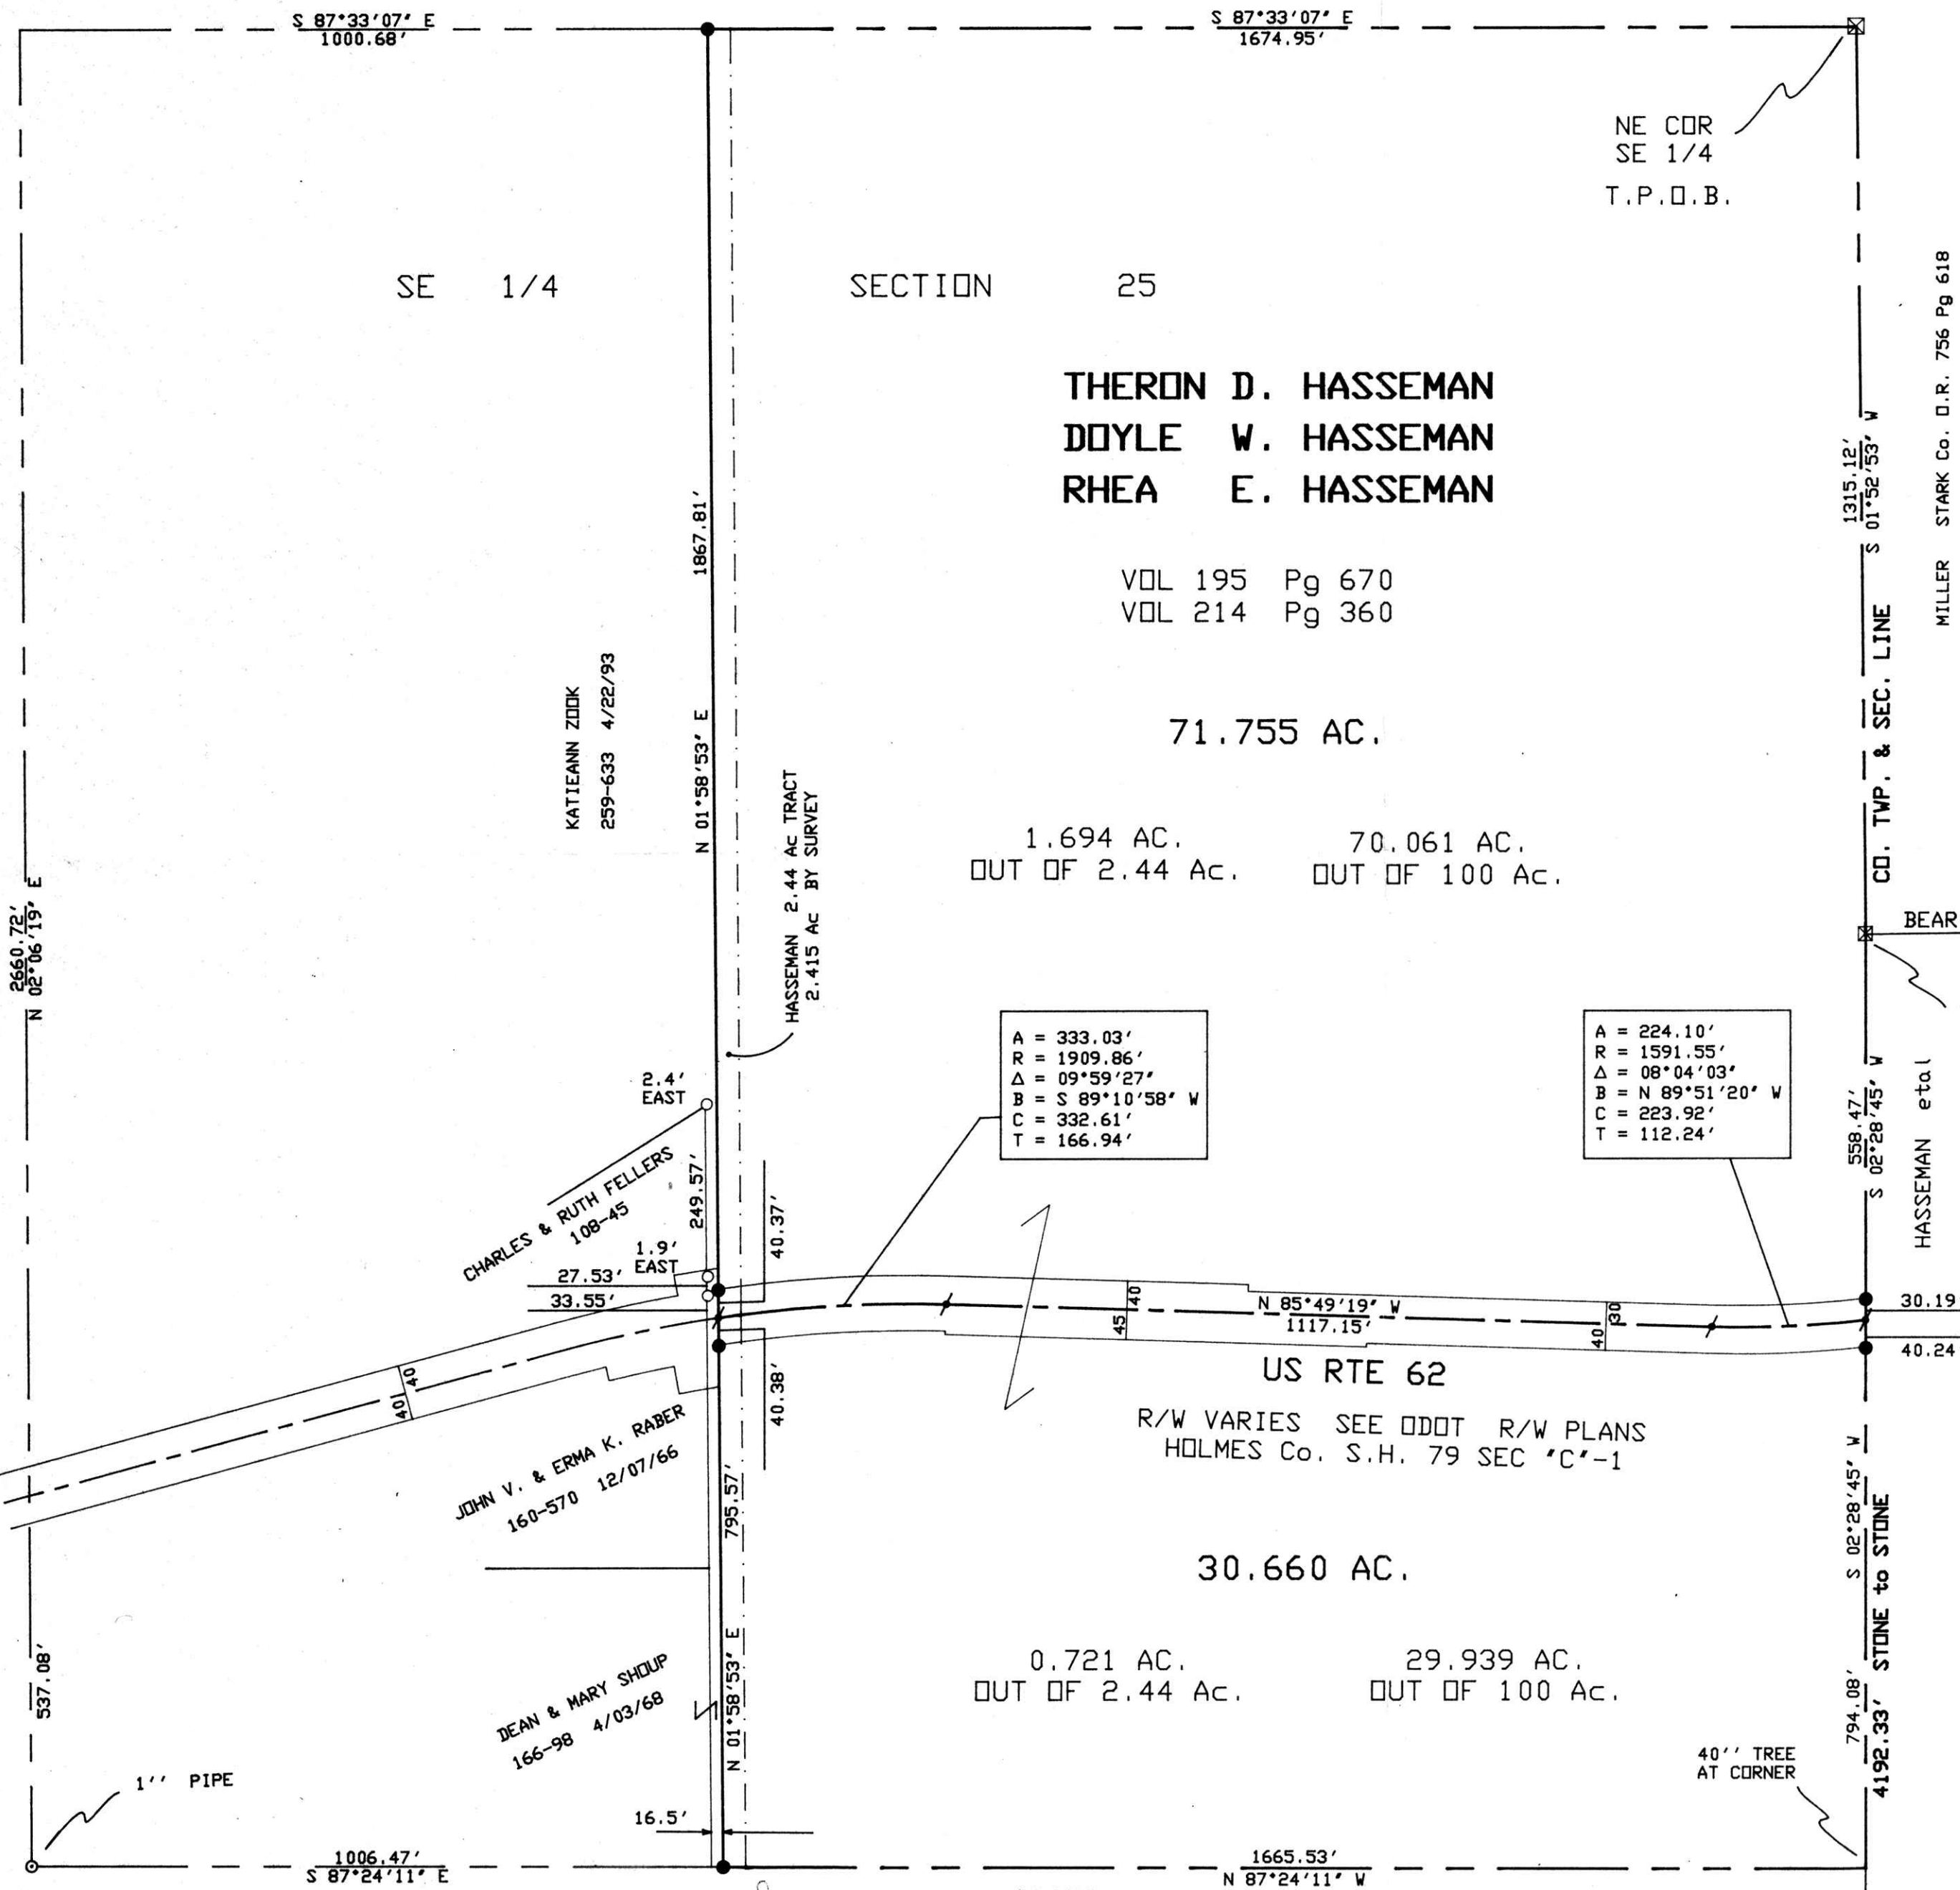 S 87°33'07" E
1000.68'
S 87°33'07" E
1674.95'
NE COR
SE 1/4
T.P.O.B.
SE 1/4
SECTION 25
THERON D. HASSEMAN
DOYLE W. HASSEMAN
RHEA E. HASSEMAN
VOL 195 Pg 670
VOL 214 Pg 360
71.755 AC.
1.694 AC.
OUT OF 2.44 Ac.
70.061 AC.
OUT OF 100 Ac.
MILLER STARK Co. O.R. 756 Pg 618
1315.12'
S 01°52'53" W
CO. TWP. & SEC. LINE
BEAR
1867.81'
N 01°58'53" E
KATIEANN ZOOK
259-633 4/22/93
HASSEMAN 2.44 Ac TRACT
2.415 Ac BY SURVEY
2660.72'
N 02°06'19" E
A = 333.03'
R = 1909.86'
Δ = 09°59'27"
B = S 89°10'58" W
C = 332.61'
T = 166.94'
A = 224.10'
R = 1591.55'
Δ = 08°04'03"
B = N 89°51'20" W
C = 223.92'
T = 112.24'
558.47'
S 02°28'45" W
HASSEMAN etal
2.4'
EAST
CHARLES & RUTH FELLERS
108-45
249.57'
40.37'
1.9'
EAST
27.53'
33.55'
40
45
N 85°49'19" W
1117.15'
30
40
30.19
40.24
40.38'
40
40
US RTE 62
R/W VARIES SEE ODOT R/W PLANS
HOLMES Co. S.H. 79 SEC "C"-1
JOHN V. & ERMA K. RABER
160-570 12/07/66
795.57'
N 01°58'53" E
30.660 AC.
0.721 AC.
OUT OF 2.44 Ac.
29.939 AC.
OUT OF 100 Ac.
S 02°28'45" W
794.08'
4192.33' STONE to STONE
DEAN & MARY SHOUP
166-98 4/03/68
537.08'
1'' PIPE
40'' TREE
AT CORNER
16.5'
1006.47'
S 87°24'11" E
1665.53'
N 87°24'11" W